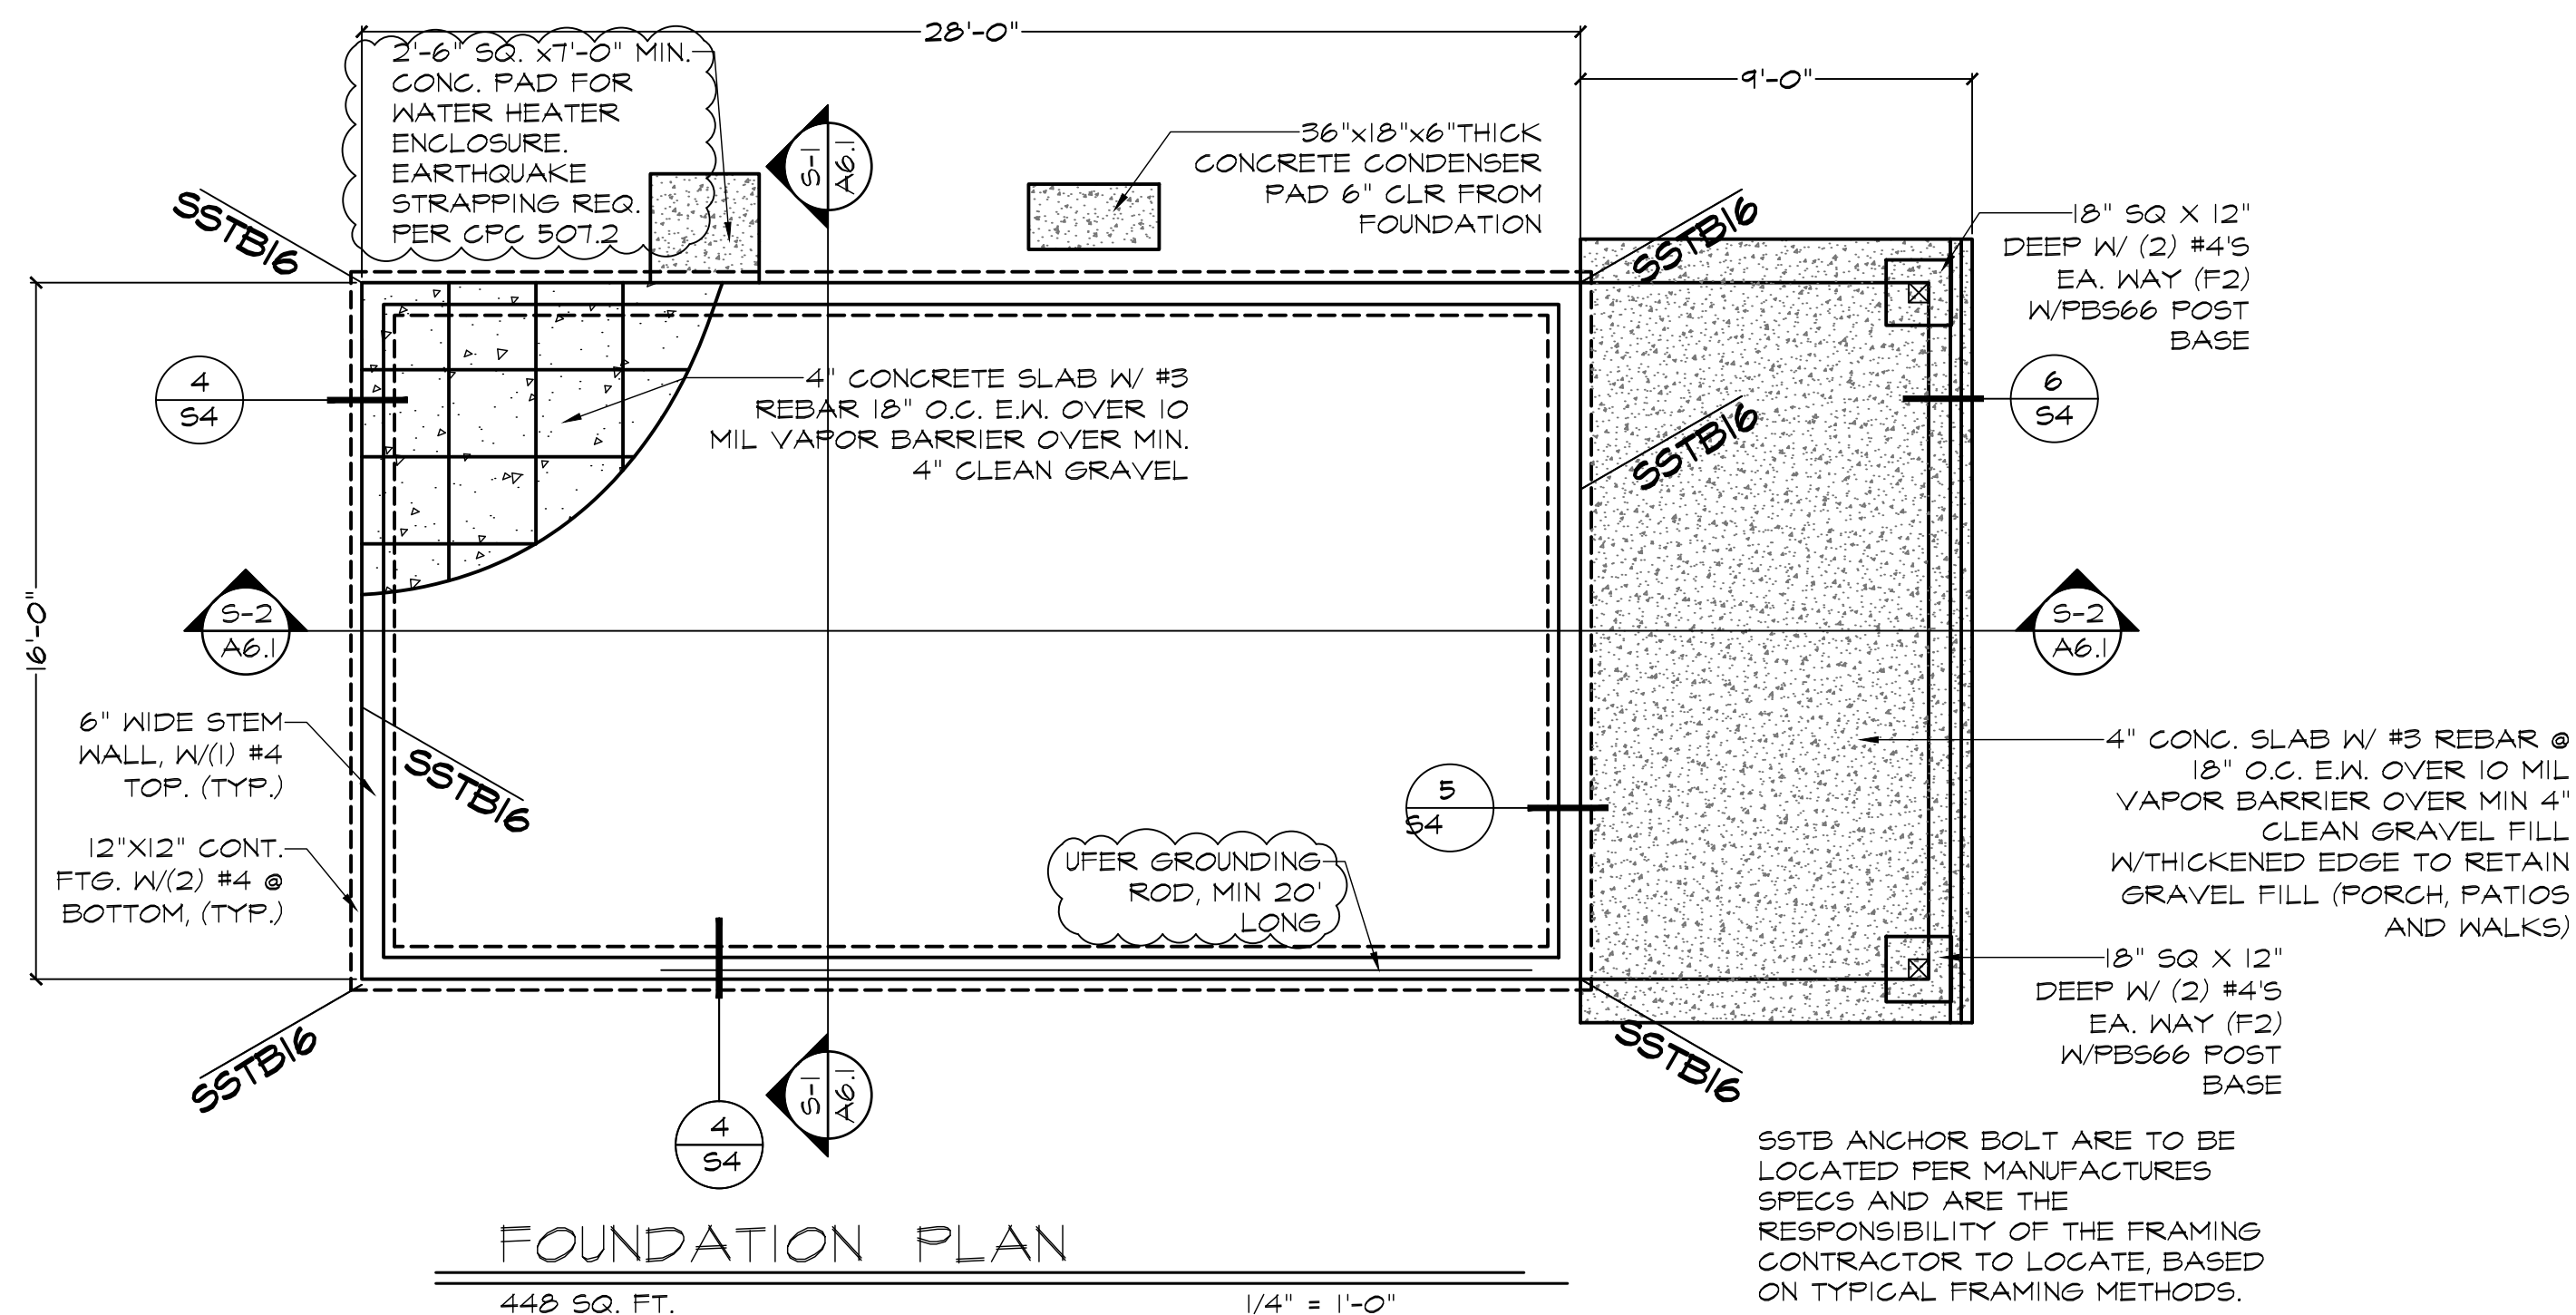 28'-0"
9'-0"
2'-6" SQ. x7'-0" MIN.
CONC. PAD FOR
WATER HEATER
ENCLOSURE.
EARTHQUAKE
STRAPPING REQ.
PER CPC 507.2
S-1
A6.1
36"x18"x6"THICK
CONCRETE CONDENSER
PAD 6" CLR FROM
FOUNDATION
SSTB16
SSTB16
18" SQ X 12"
DEEP W/ (2) #4'S
EA. WAY (F2)
W/PBS66 POST
BASE
4
S4
4" CONCRETE SLAB W/ #3
REBAR 18" O.C. E.W. OVER 10
MIL VAPOR BARRIER OVER MIN.
4" CLEAN GRAVEL
SSTB16
6
S4
16'-0"
S-2
A6.1
S-2
A6.1
6" WIDE STEM
WALL, W/(1) #4
TOP. (TYP.)
SSTB16
12"X12" CONT.
FTG. W/(2) #4 @
BOTTOM, (TYP.)
5
S4
UFER GROUNDING
ROD, MIN 20'
LONG
4" CONC. SLAB W/ #3 REBAR @
18" O.C. E.W. OVER 10 MIL
VAPOR BARRIER OVER MIN 4"
CLEAN GRAVEL FILL
W/THICKENED EDGE TO RETAIN
GRAVEL FILL (PORCH, PATIOS
AND WALKS)
18" SQ X 12"
DEEP W/ (2) #4'S
EA. WAY (F2)
W/PBS66 POST
BASE
SSTB16
SSTB16
4
S4
S-1
A6.1
SSTB ANCHOR BOLT ARE TO BE
LOCATED PER MANUFACTURES
SPECS AND ARE THE
RESPONSIBILITY OF THE FRAMING
CONTRACTOR TO LOCATE, BASED
ON TYPICAL FRAMING METHODS.
FOUNDATION PLAN
448 SQ. FT.
1/4" = 1'-0"